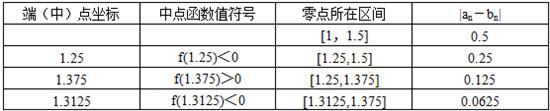 端（中）点坐标 中点函数值符号 零点所在区间 |aₙ－bₙ|
[1，1.5] 0.5
1.25 f(1.25)＜0 [1.25,1.5] 0.25
1.375 f(1.375)＞0 [1.25,1.375] 0.125
1.3125 f(1.3125)＜0 [1.3125,1.375] 0.0625